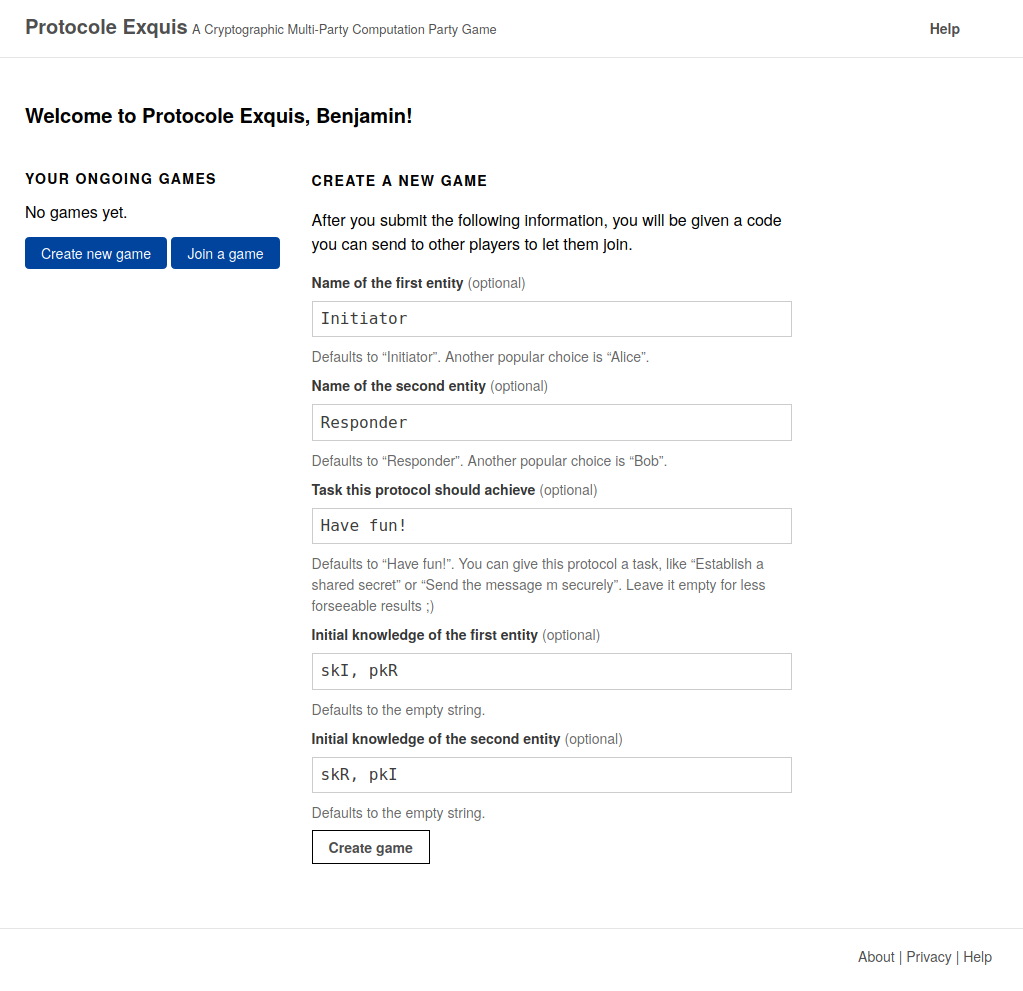 Protocole Exquis A Cryptographic Multi-Party Computation Party Game
Help
Welcome to Protocole Exquis, Benjamin!
YOUR ONGOING GAMES
No games yet.
Create new game
Join a game
CREATE A NEW GAME
After you submit the following information, you will be given a code
you can send to other players to let them join.
Name of the first entity (optional)
Initiator
Defaults to “Initiator”. Another popular choice is “Alice”.
Name of the second entity (optional)
Responder
Defaults to “Responder”. Another popular choice is “Bob”.
Task this protocol should achieve (optional)
Have fun!
Defaults to “Have fun!”. You can give this protocol a task, like “Establish a
shared secret” or “Send the message m securely”. Leave it empty for less
forseeable results ;)
Initial knowledge of the first entity (optional)
skI, pkR
Defaults to the empty string.
Initial knowledge of the second entity (optional)
skR, pkI
Defaults to the empty string.
Create game
About | Privacy | Help